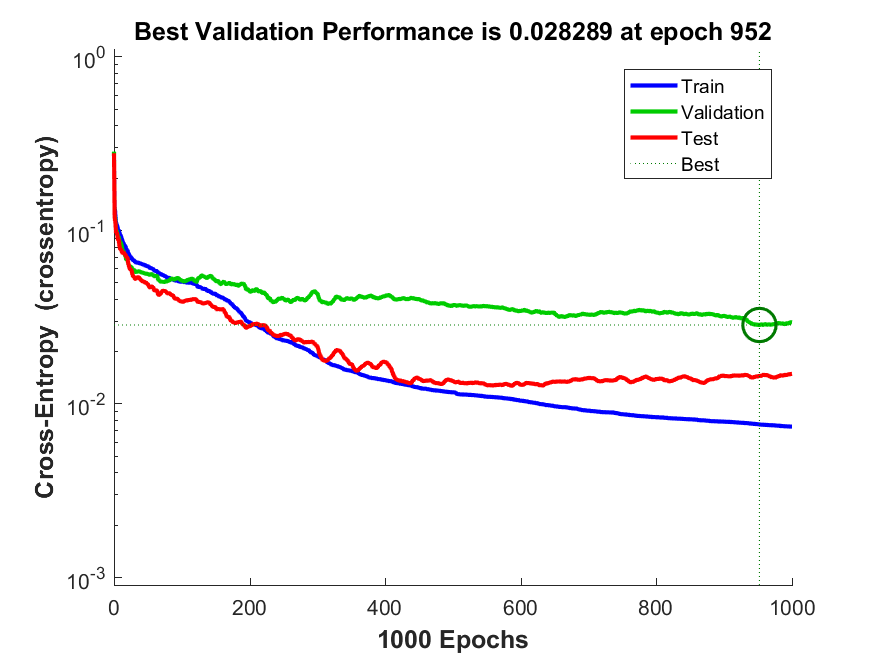 Best Validation Performance is 0.028289 at epoch 952
10^0
10^-1
10^-2
10^-3
Cross-Entropy (crossentropy)
Train
Validation
Test
Best
0 200 400 600 800 1000
1000 Epochs